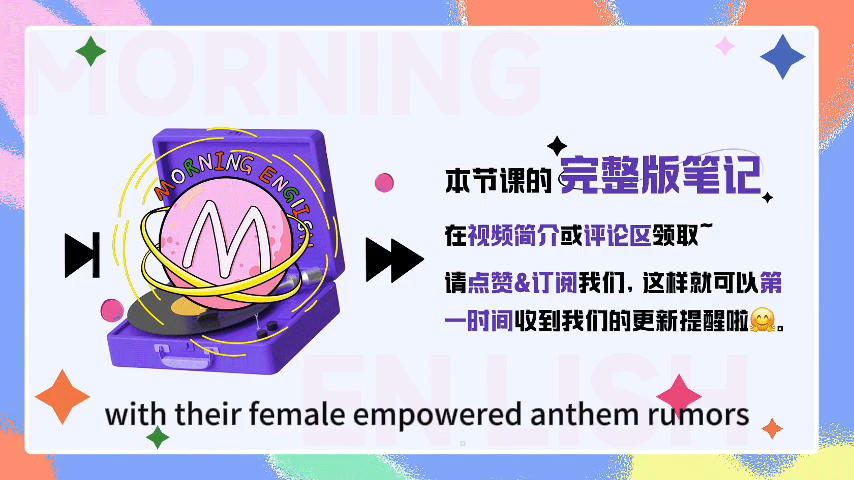 MORNING
MORNING ENGLISH
M
本节课的 完整版笔记
在视频简介或评论区领取~
请点赞&订阅我们, 这样就可以第
一时间收到我们的更新提醒啦🤗。
EN LISH
with their female empowered anthem rumors